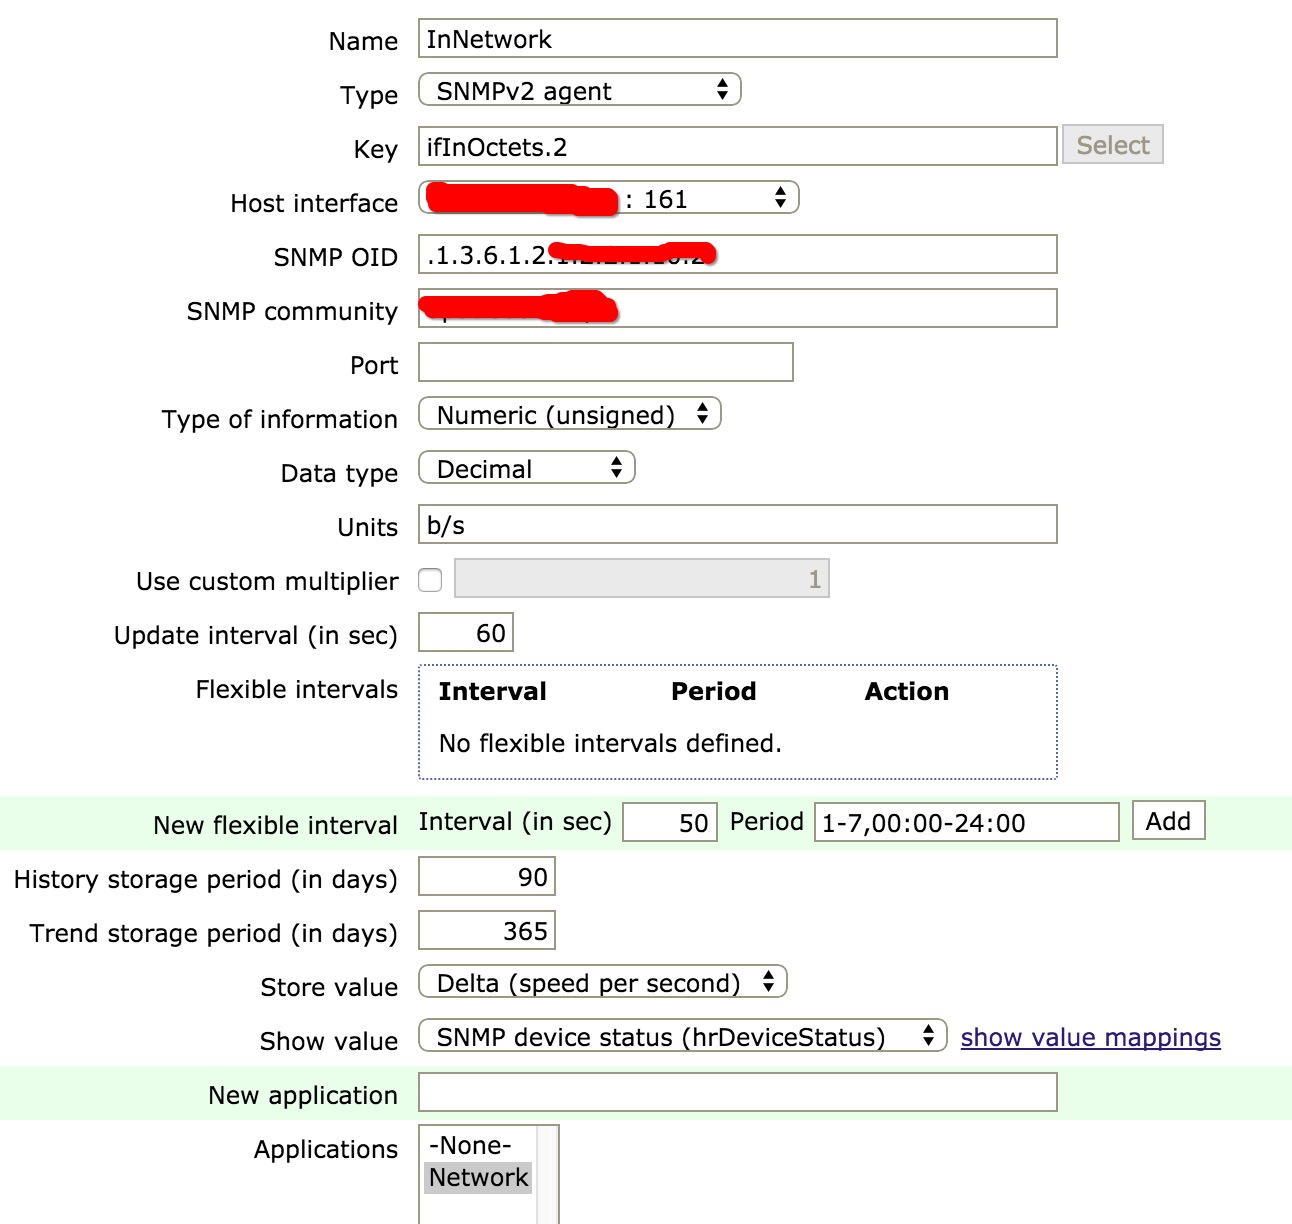 Name InNetwork
Type SNMPv2 agent
Key ifInOctets.2 Select
Host interface : 161
SNMP OID .1.3.6.1.2.
SNMP community
Port
Type of information Numeric (unsigned)
Data type Decimal
Units b/s
Use custom multiplier 1
Update interval (in sec) 60
Flexible intervals Interval Period Action
No flexible intervals defined.
New flexible interval Interval (in sec) 50 Period 1-7,00:00-24:00 Add
History storage period (in days) 90
Trend storage period (in days) 365
Store value Delta (speed per second)
Show value SNMP device status (hrDeviceStatus) show value mappings
New application
Applications -None-
Network